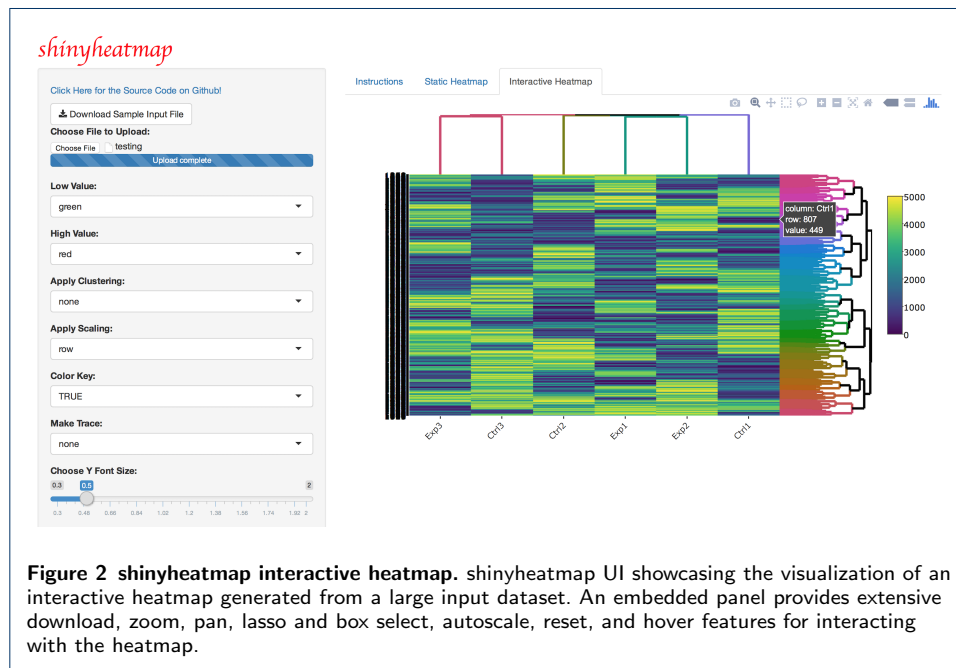 shinyheatmap
Click Here for the Source Code on Github!
Download Sample Input File
Choose File to Upload:
Choose File testing
Upload complete
Low Value:
green
High Value:
red
Apply Clustering:
none
Apply Scaling:
row
Color Key:
TRUE
Make Trace:
none
Choose Y Font Size:
0.3 0.5 2
0.3 0.48 0.66 0.84 1.02 1.2 1.38 1.56 1.74 1.92 2
Instructions Static Heatmap Interactive Heatmap
column: Ctrl1
row: 807
value: 449
5000
4000
3000
2000
1000
0
Exp3 Ctrl3 Ctrl2 Exp1 Exp2 Ctrl1
Figure 2 shinyheatmap interactive heatmap. shinyheatmap UI showcasing the visualization of an
interactive heatmap generated from a large input dataset. An embedded panel provides extensive
download, zoom, pan, lasso and box select, autoscale, reset, and hover features for interacting
with the heatmap.